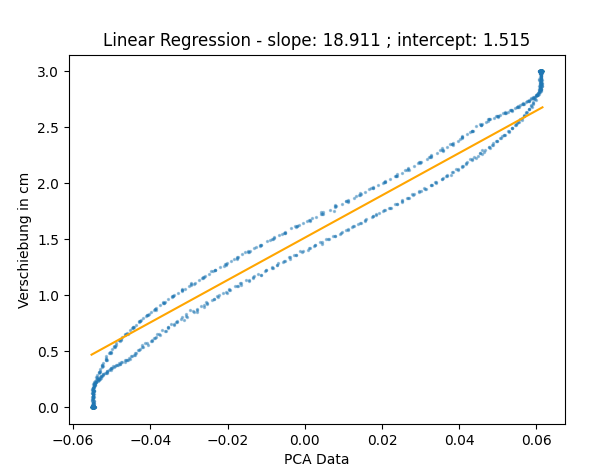 Linear Regression - slope: 18.911 ; intercept: 1.515
Verschiebung in cm
3.0
2.5
2.0
1.5
1.0
0.5
0.0
−0.06 −0.04 −0.02 0.00 0.02 0.04 0.06
PCA Data